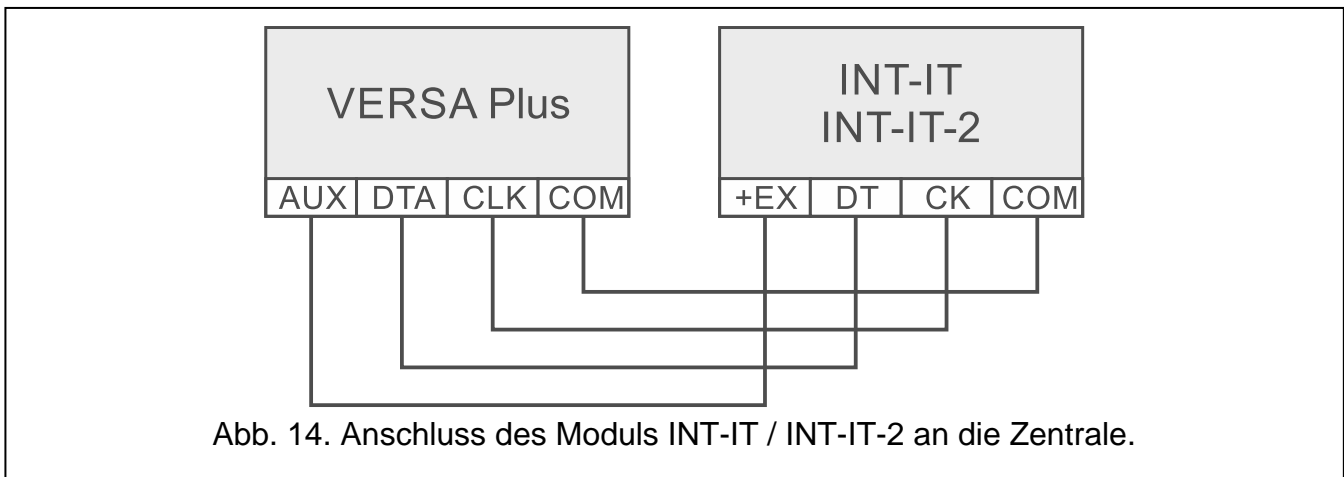 VERSA Plus
AUX DTA CLK COM
INT-IT
INT-IT-2
+EX DT CK COM
Abb. 14. Anschluss des Moduls INT-IT / INT-IT-2 an die Zentrale.